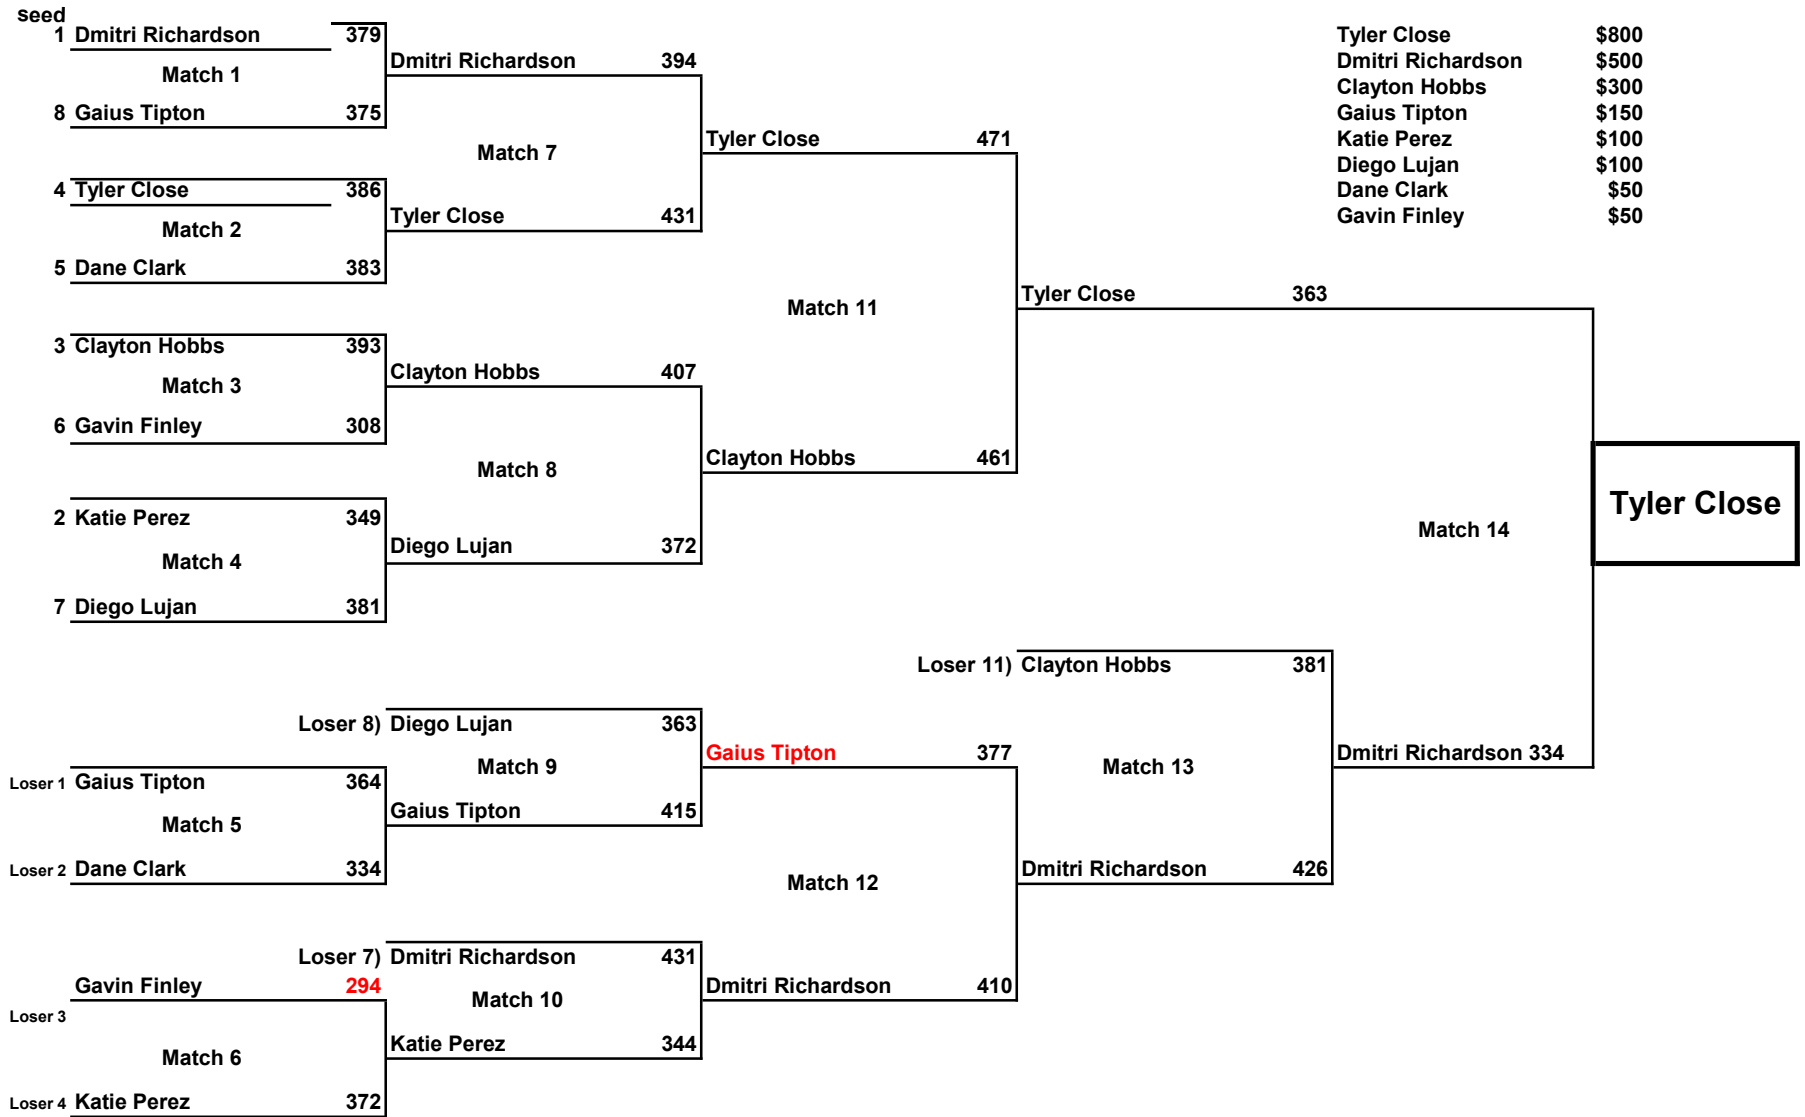 seed
1 Dmitri Richardson 379
Match 1
8 Gaius Tipton 375
4 Tyler Close 386
Match 2
5 Dane Clark 383
3 Clayton Hobbs 393
Match 3
6 Gavin Finley 308
2 Katie Perez 349
Match 4
7 Diego Lujan 381
Dmitri Richardson 394
Match 7
Tyler Close 431
Clayton Hobbs 407
Match 8
Diego Lujan 372
Tyler Close 471
Match 11
Clayton Hobbs 461
Tyler Close 363
Match 14
Tyler Close
Tyler Close $800
Dmitri Richardson $500
Clayton Hobbs $300
Gaius Tipton $150
Katie Perez $100
Diego Lujan $100
Dane Clark $50
Gavin Finley $50
Loser 1 Gaius Tipton 364
Match 5
Loser 2 Dane Clark 334
Gavin Finley 294
Loser 3
Match 6
Loser 4 Katie Perez 372
Loser 8) Diego Lujan 363
Match 9
Gaius Tipton 415
Loser 7) Dmitri Richardson 431
Match 10
Katie Perez 344
Gaius Tipton 377
Match 12
Dmitri Richardson 410
Loser 11) Clayton Hobbs 381
Match 13
Dmitri Richardson 426
Dmitri Richardson 334